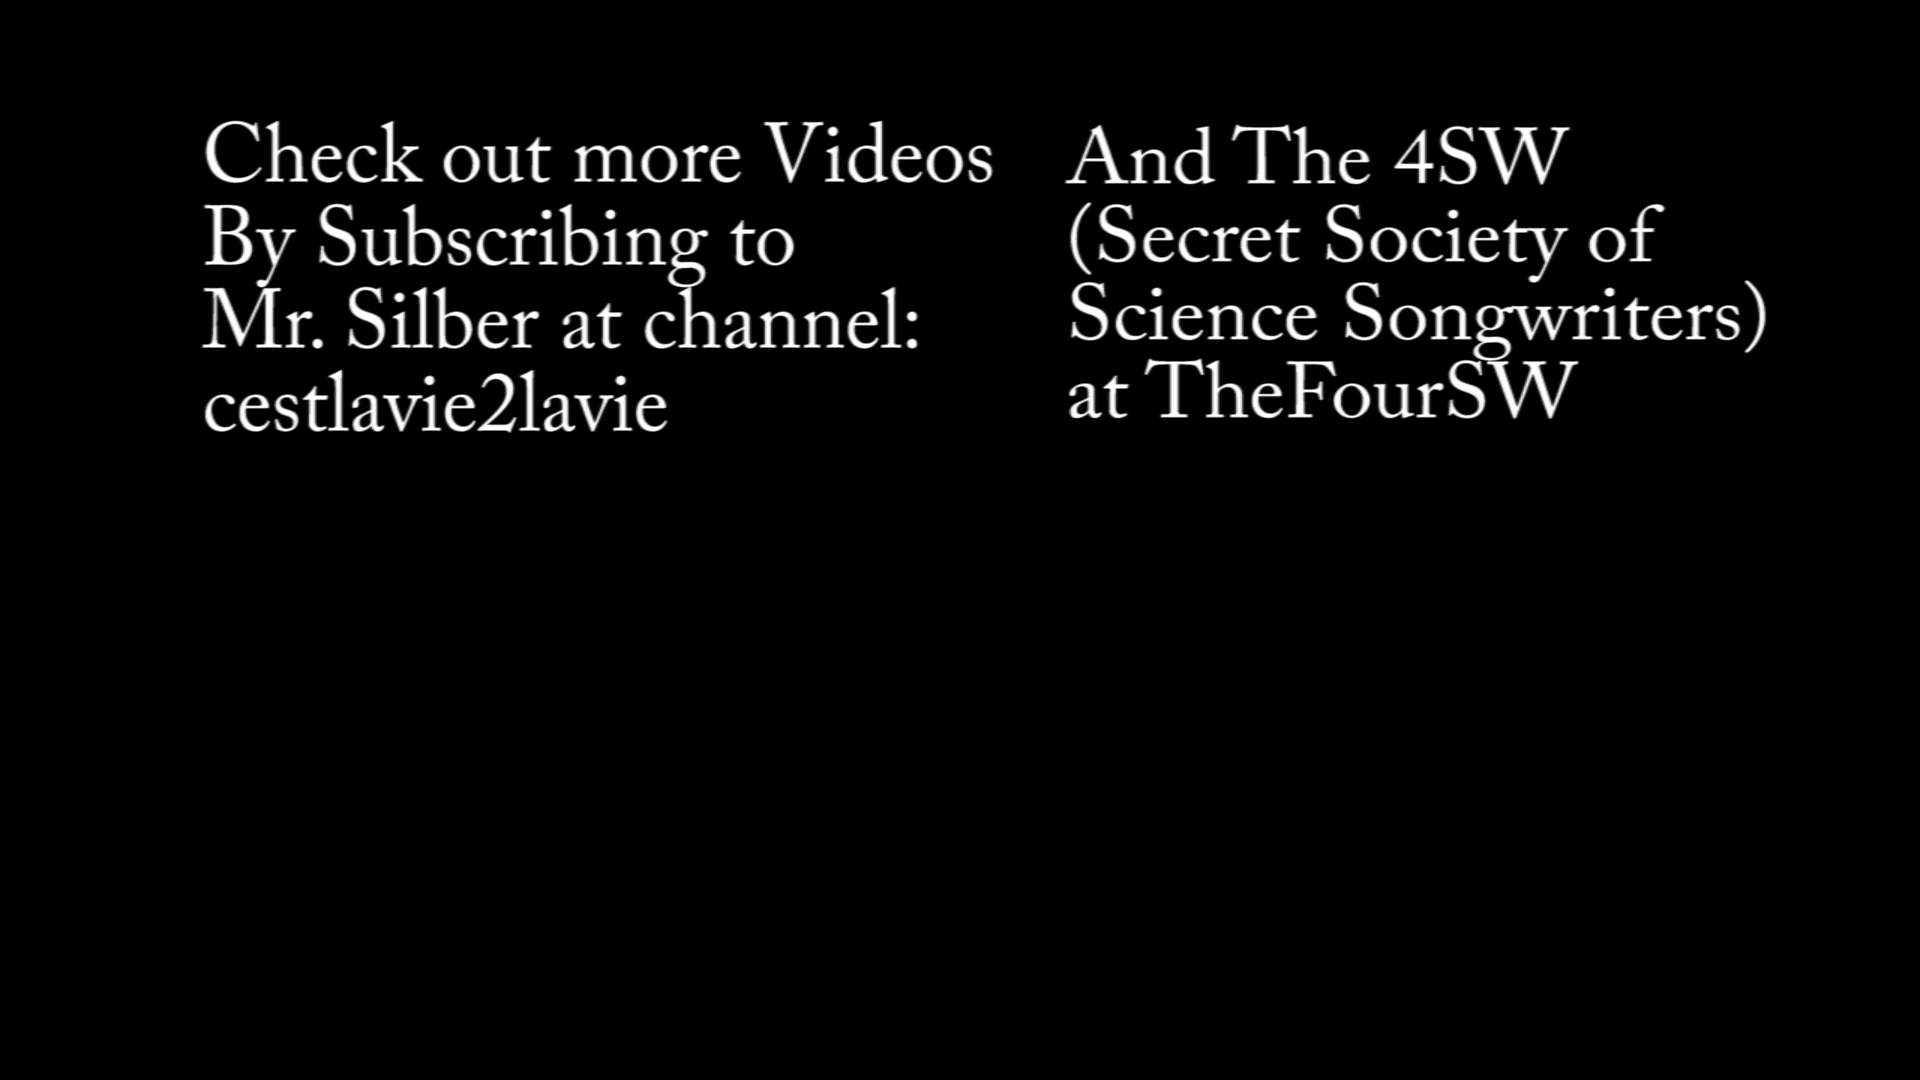 Check out more Videos
By Subscribing to
Mr. Silber at channel:
cestlavie2lavie
And The 4SW
(Secret Society of
Science Songwriters)
at TheFourSW